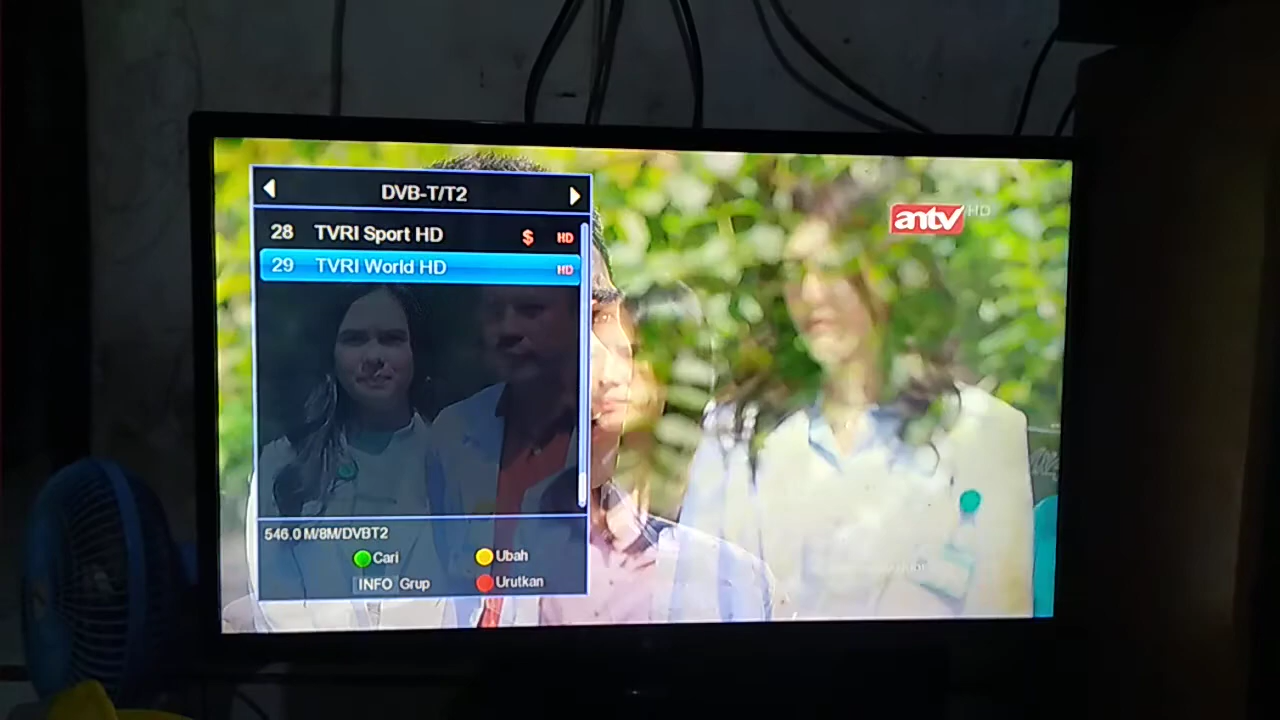 DVB-T/T2
28 TVRI Sport HD $ HD
29 TVRI World HD HD
antv HD
546.0 M/8M/DVBT2
Cari Ubah
INFO Grup Urutkan